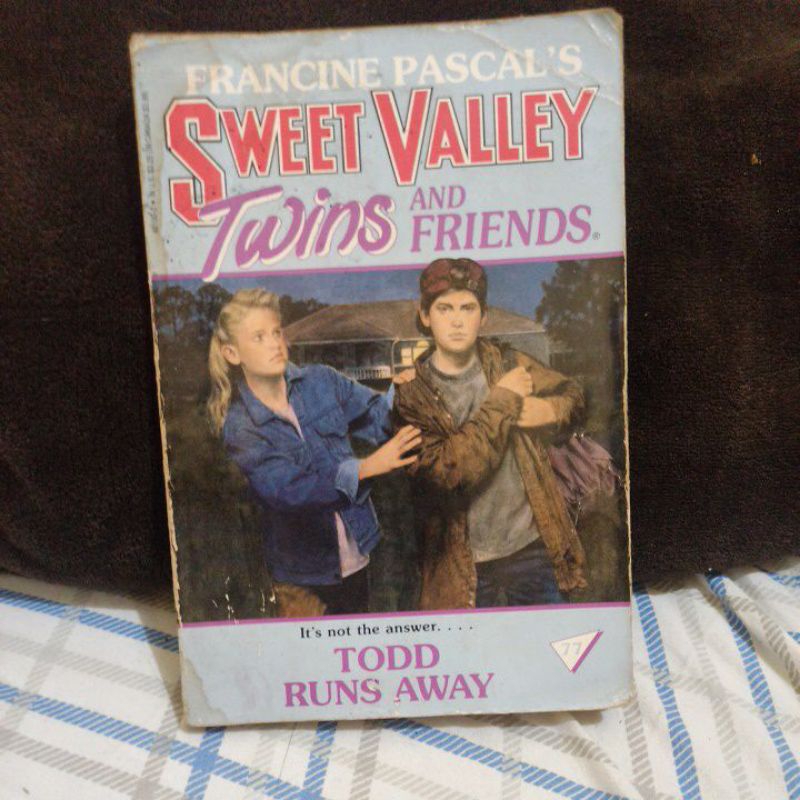 FRANCINE PASCAL'S
SWEET VALLEY
Twins AND
FRIENDS®
It's not the answer. . . .
TODD
RUNS AWAY
77